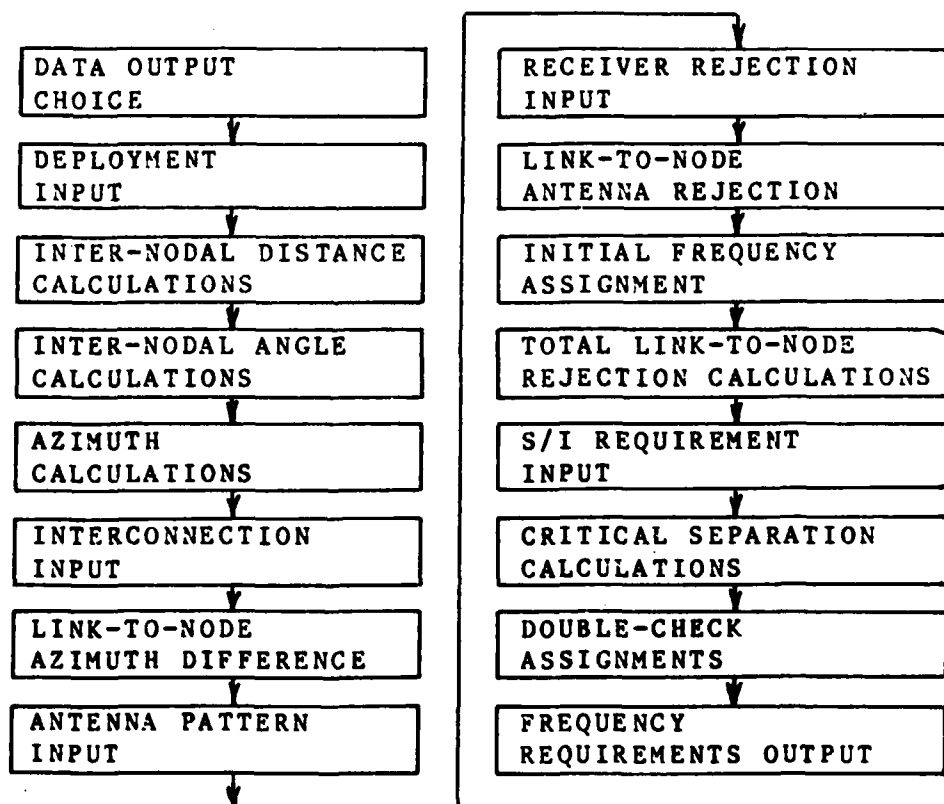 DATA OUTPUT
CHOICE
DEPLOYMENT
INPUT
INTER-NODAL DISTANCE
CALCULATIONS
INTER-NODAL ANGLE
CALCULATIONS
AZIMUTH
CALCULATIONS
INTERCONNECTION
INPUT
LINK-TO-NODE
AZIMUTH DIFFERENCE
ANTENNA PATTERN
INPUT
RECEIVER REJECTION
INPUT
LINK-TO-NODE
ANTENNA REJECTION
INITIAL FREQUENCY
ASSIGNMENT
TOTAL LINK-TO-NODE
REJECTION CALCULATIONS
S/I REQUIREMENT
INPUT
CRITICAL SEPARATION
CALCULATIONS
DOUBLE-CHECK
ASSIGNMENTS
FREQUENCY
REQUIREMENTS OUTPUT